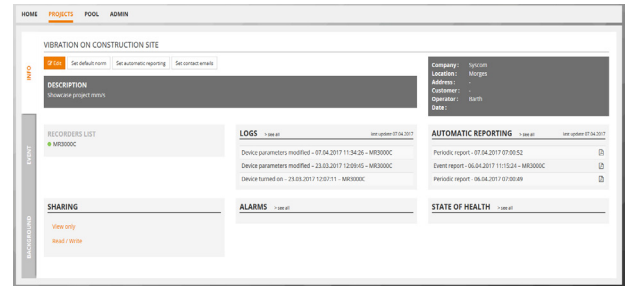 HOME PROJECTS POOL ADMIN
VIBRATION ON CONSTRUCTION SITE
Edit Set default norm Set automatic reporting Set contact emails
DESCRIPTION
Showcase project mm/s
Company: Syscom
Location: Morges
Address: -
Customer: -
Operator: Barth
Date:
INFO
EVENT
BACKGROUND
RECORDERS LIST
MR3000C
LOGS > see all last update 07.04.2017
Device parameters modified – 07.04.2017 11:34:26 – MR3000C
Device parameters modified – 23.03.2017 12:09:45 – MR3000C
Device turned on – 23.03.2017 12:07:11 – MR3000C
AUTOMATIC REPORTING > see all last update 07.04.2017
Periodic report - 07.04.2017 07:00:52
Event report - 06.04.2017 11:15:24 – MR3000C
Periodic report - 06.04.2017 07:00:49
SHARING
View only
Read / Write
ALARMS > see all
STATE OF HEALTH > see all